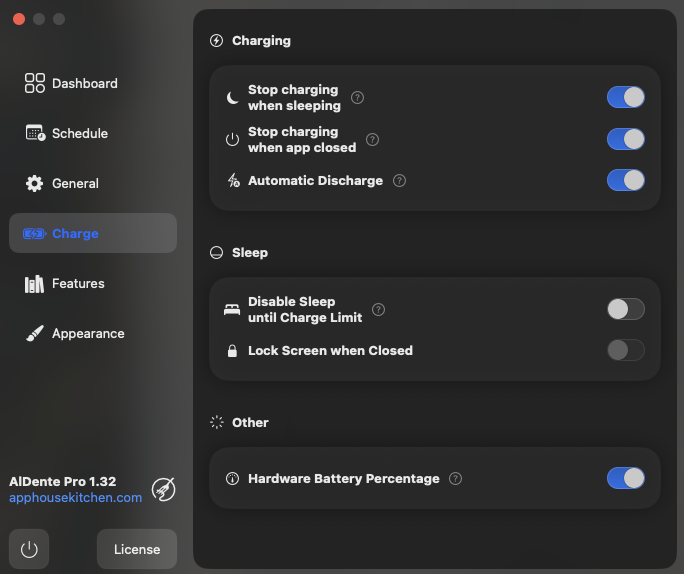 Dashboard
Schedule
General
Charge
Features
Appearance
AlDente Pro 1.32
apphousekitchen.com
License
Charging
Stop charging
when sleeping
?
Stop charging
when app closed
?
Automatic Discharge ?
Sleep
Disable Sleep
until Charge Limit
?
Lock Screen when Closed
Other
Hardware Battery Percentage ?